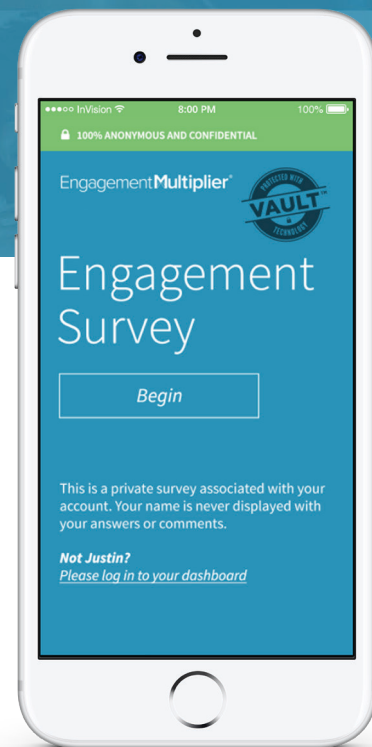 InVision 8:00 PM 100%
100% ANONYMOUS AND CONFIDENTIAL
EngagementMultiplier®
PROTECTED WITH
VAULT™
TECHNOLOGY
Engagement
Survey
Begin
This is a private survey associated with your
account. Your name is never displayed with
your answers or comments.
Not Justin?
Please log in to your dashboard